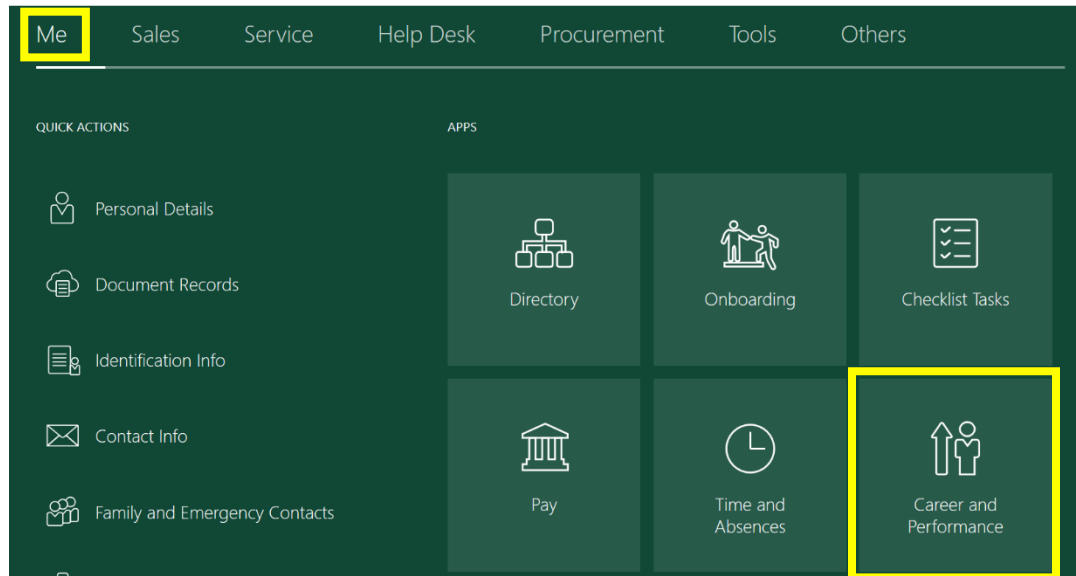 Me Sales Service Help Desk Procurement Tools Others
QUICK ACTIONS
Personal Details
Document Records
Identification Info
Contact Info
Family and Emergency Contacts
APPS
Directory
Onboarding
Checklist Tasks
Pay
Time and
Absences
Career and
Performance